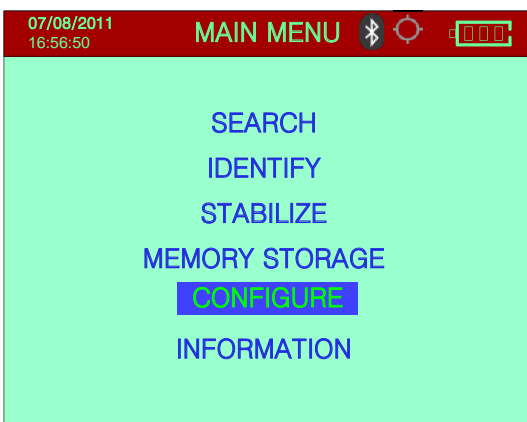 07/08/2011
16:56:50
MAIN MENU
SEARCH
IDENTIFY
STABILIZE
MEMORY STORAGE
CONFIGURE
INFORMATION